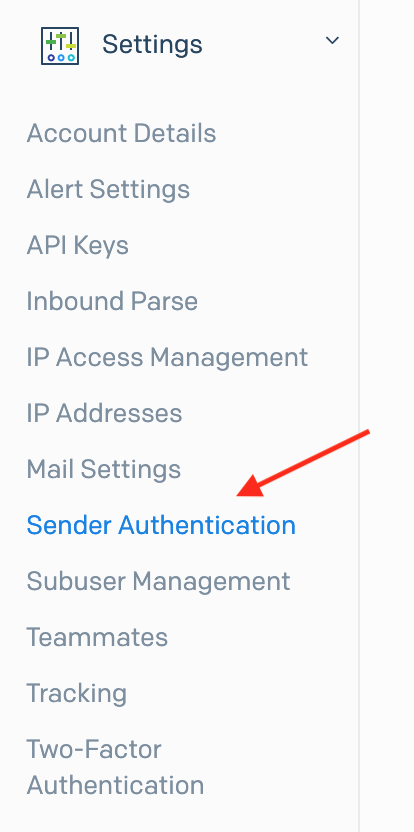 Settings
Account Details
Alert Settings
API Keys
Inbound Parse
IP Access Management
IP Addresses
Mail Settings
Sender Authentication
Subuser Management
Teammates
Tracking
Two-Factor
Authentication